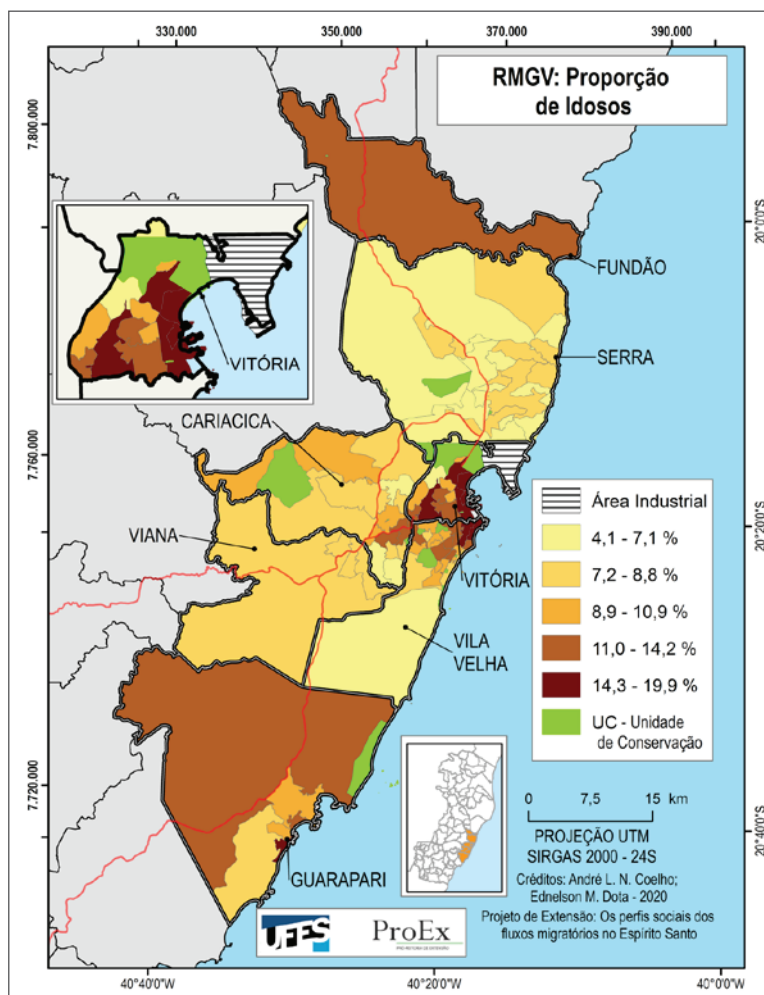 330.000 350.000 370.000 390.000
RMGV: Proporção
de Idosos
7.800.000
20°0'0"S
FUNDÃO
VITÓRIA
SERRA
CARIACICA
7.760.000
Área Industrial
4,1 - 7,1 %
7,2 - 8,8 %
8,9 - 10,9 %
11,0 - 14,2 %
14,3 - 19,9 %
UC - Unidade
de Conservação
20°20'0"S
VIANA
VITÓRIA
VILA
VELHA
7.720.000
0 7,5 15 km
PROJEÇÃO UTM
SIRGAS 2000 - 24S
20°40'0"S
Créditos: André L. N. Coelho;
Ednelson M. Dota - 2020
Projeto de Extensão: Os perfis sociais dos
fluxos migratórios no Espírito Santo
GUARAPARI
UFES
ProEx
40°40'0"W 40°20'0"W 40°0'0"W